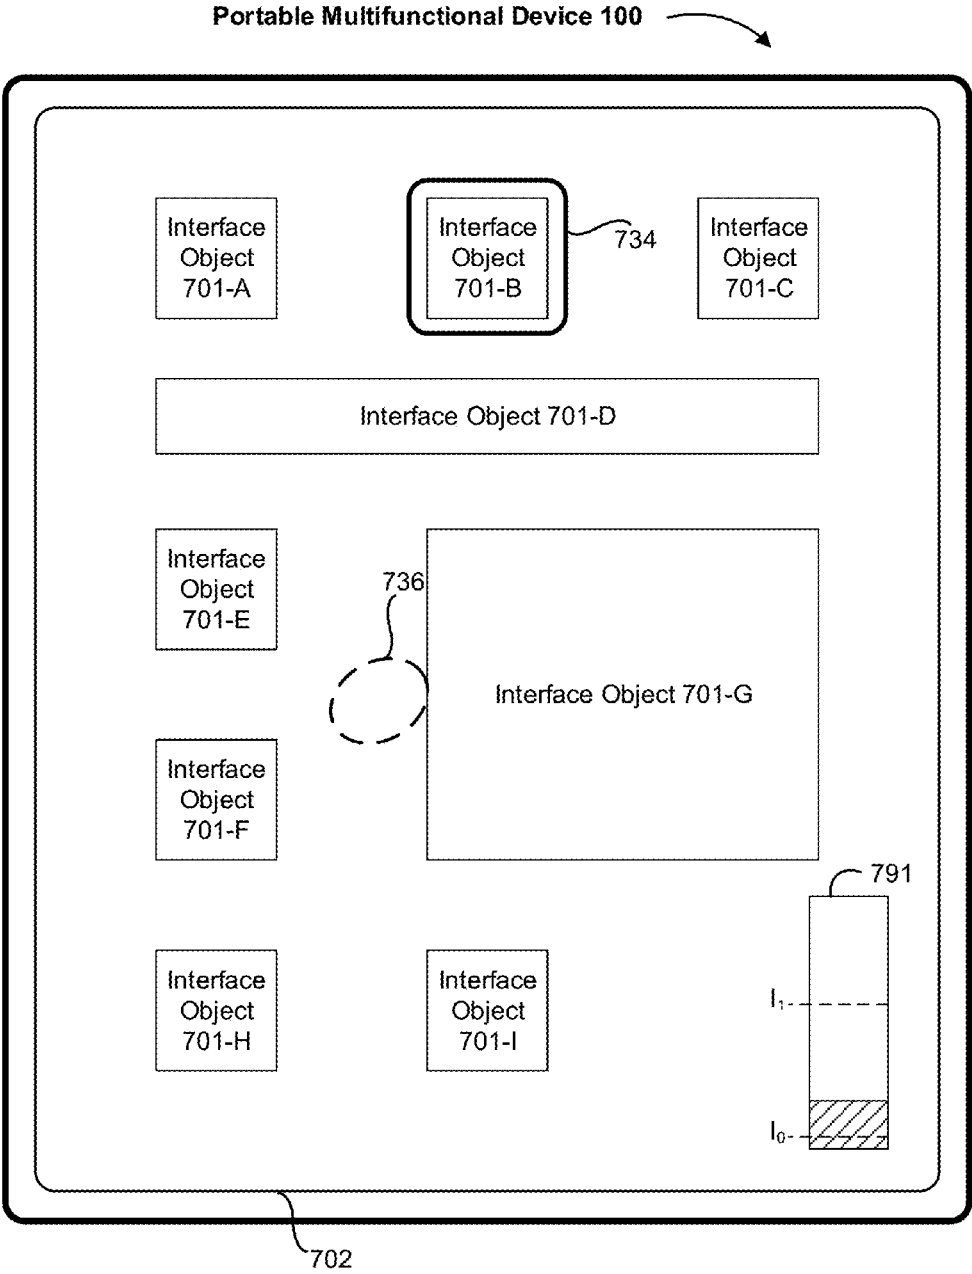 Portable Multifunctional Device 100
Interface
Object
701-A
Interface
Object
701-B
734
Interface
Object
701-C
Interface Object 701-D
Interface
Object
701-E
736
Interface Object 701-G
Interface
Object
701-F
791
Interface
Object
701-H
Interface
Object
701-I
I1
I0
702